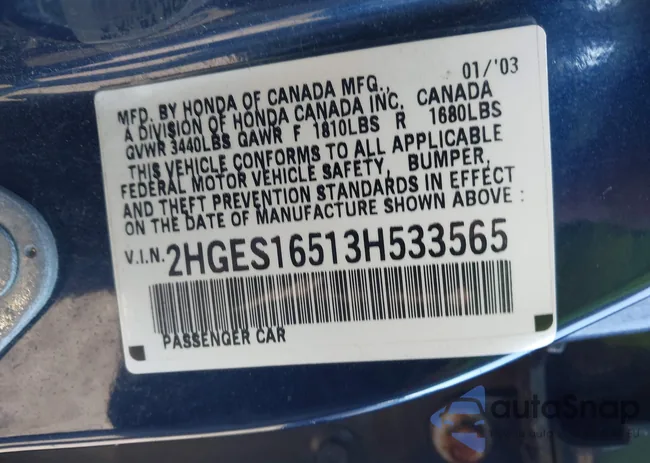 MFD. BY HONDA OF CANADA MFG., 01/'03
A DIVISION OF HONDA CANADA INC. CANADA
GVWR 3440LBS GAWR F 1810LBS R 1680LBS
THIS VEHICLE CONFORMS TO ALL APPLICABLE
FEDERAL MOTOR VEHICLE SAFETY, BUMPER,
AND THEFT PREVENTION STANDARDS IN EFFECT
ON THE DATE OF MANUFACTURE SHOWN ABOVE :
V.I.N. 2HGES16513H533565
PASSENGER CAR
autoSnap